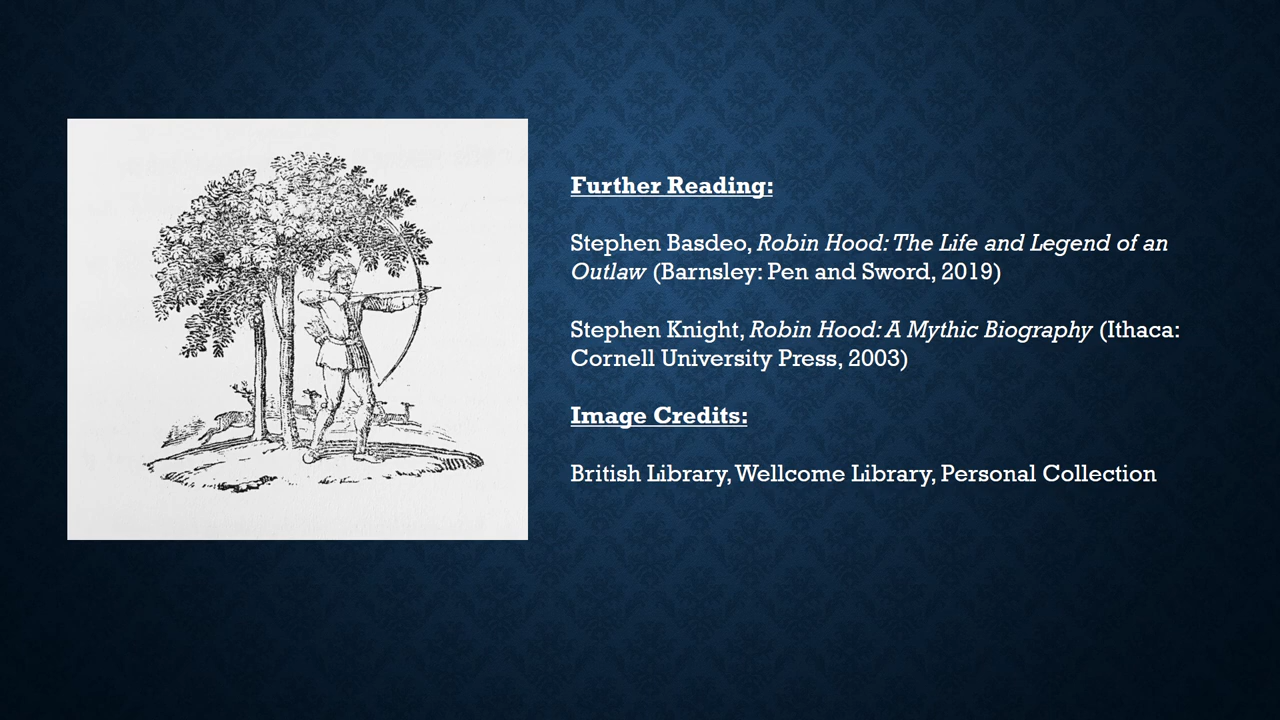 Further Reading:
Stephen Basdeo, Robin Hood: The Life and Legend of an
Outlaw (Barnsley: Pen and Sword, 2019)
Stephen Knight, Robin Hood: A Mythic Biography (Ithaca:
Cornell University Press, 2003)
Image Credits:
British Library, Wellcome Library, Personal Collection